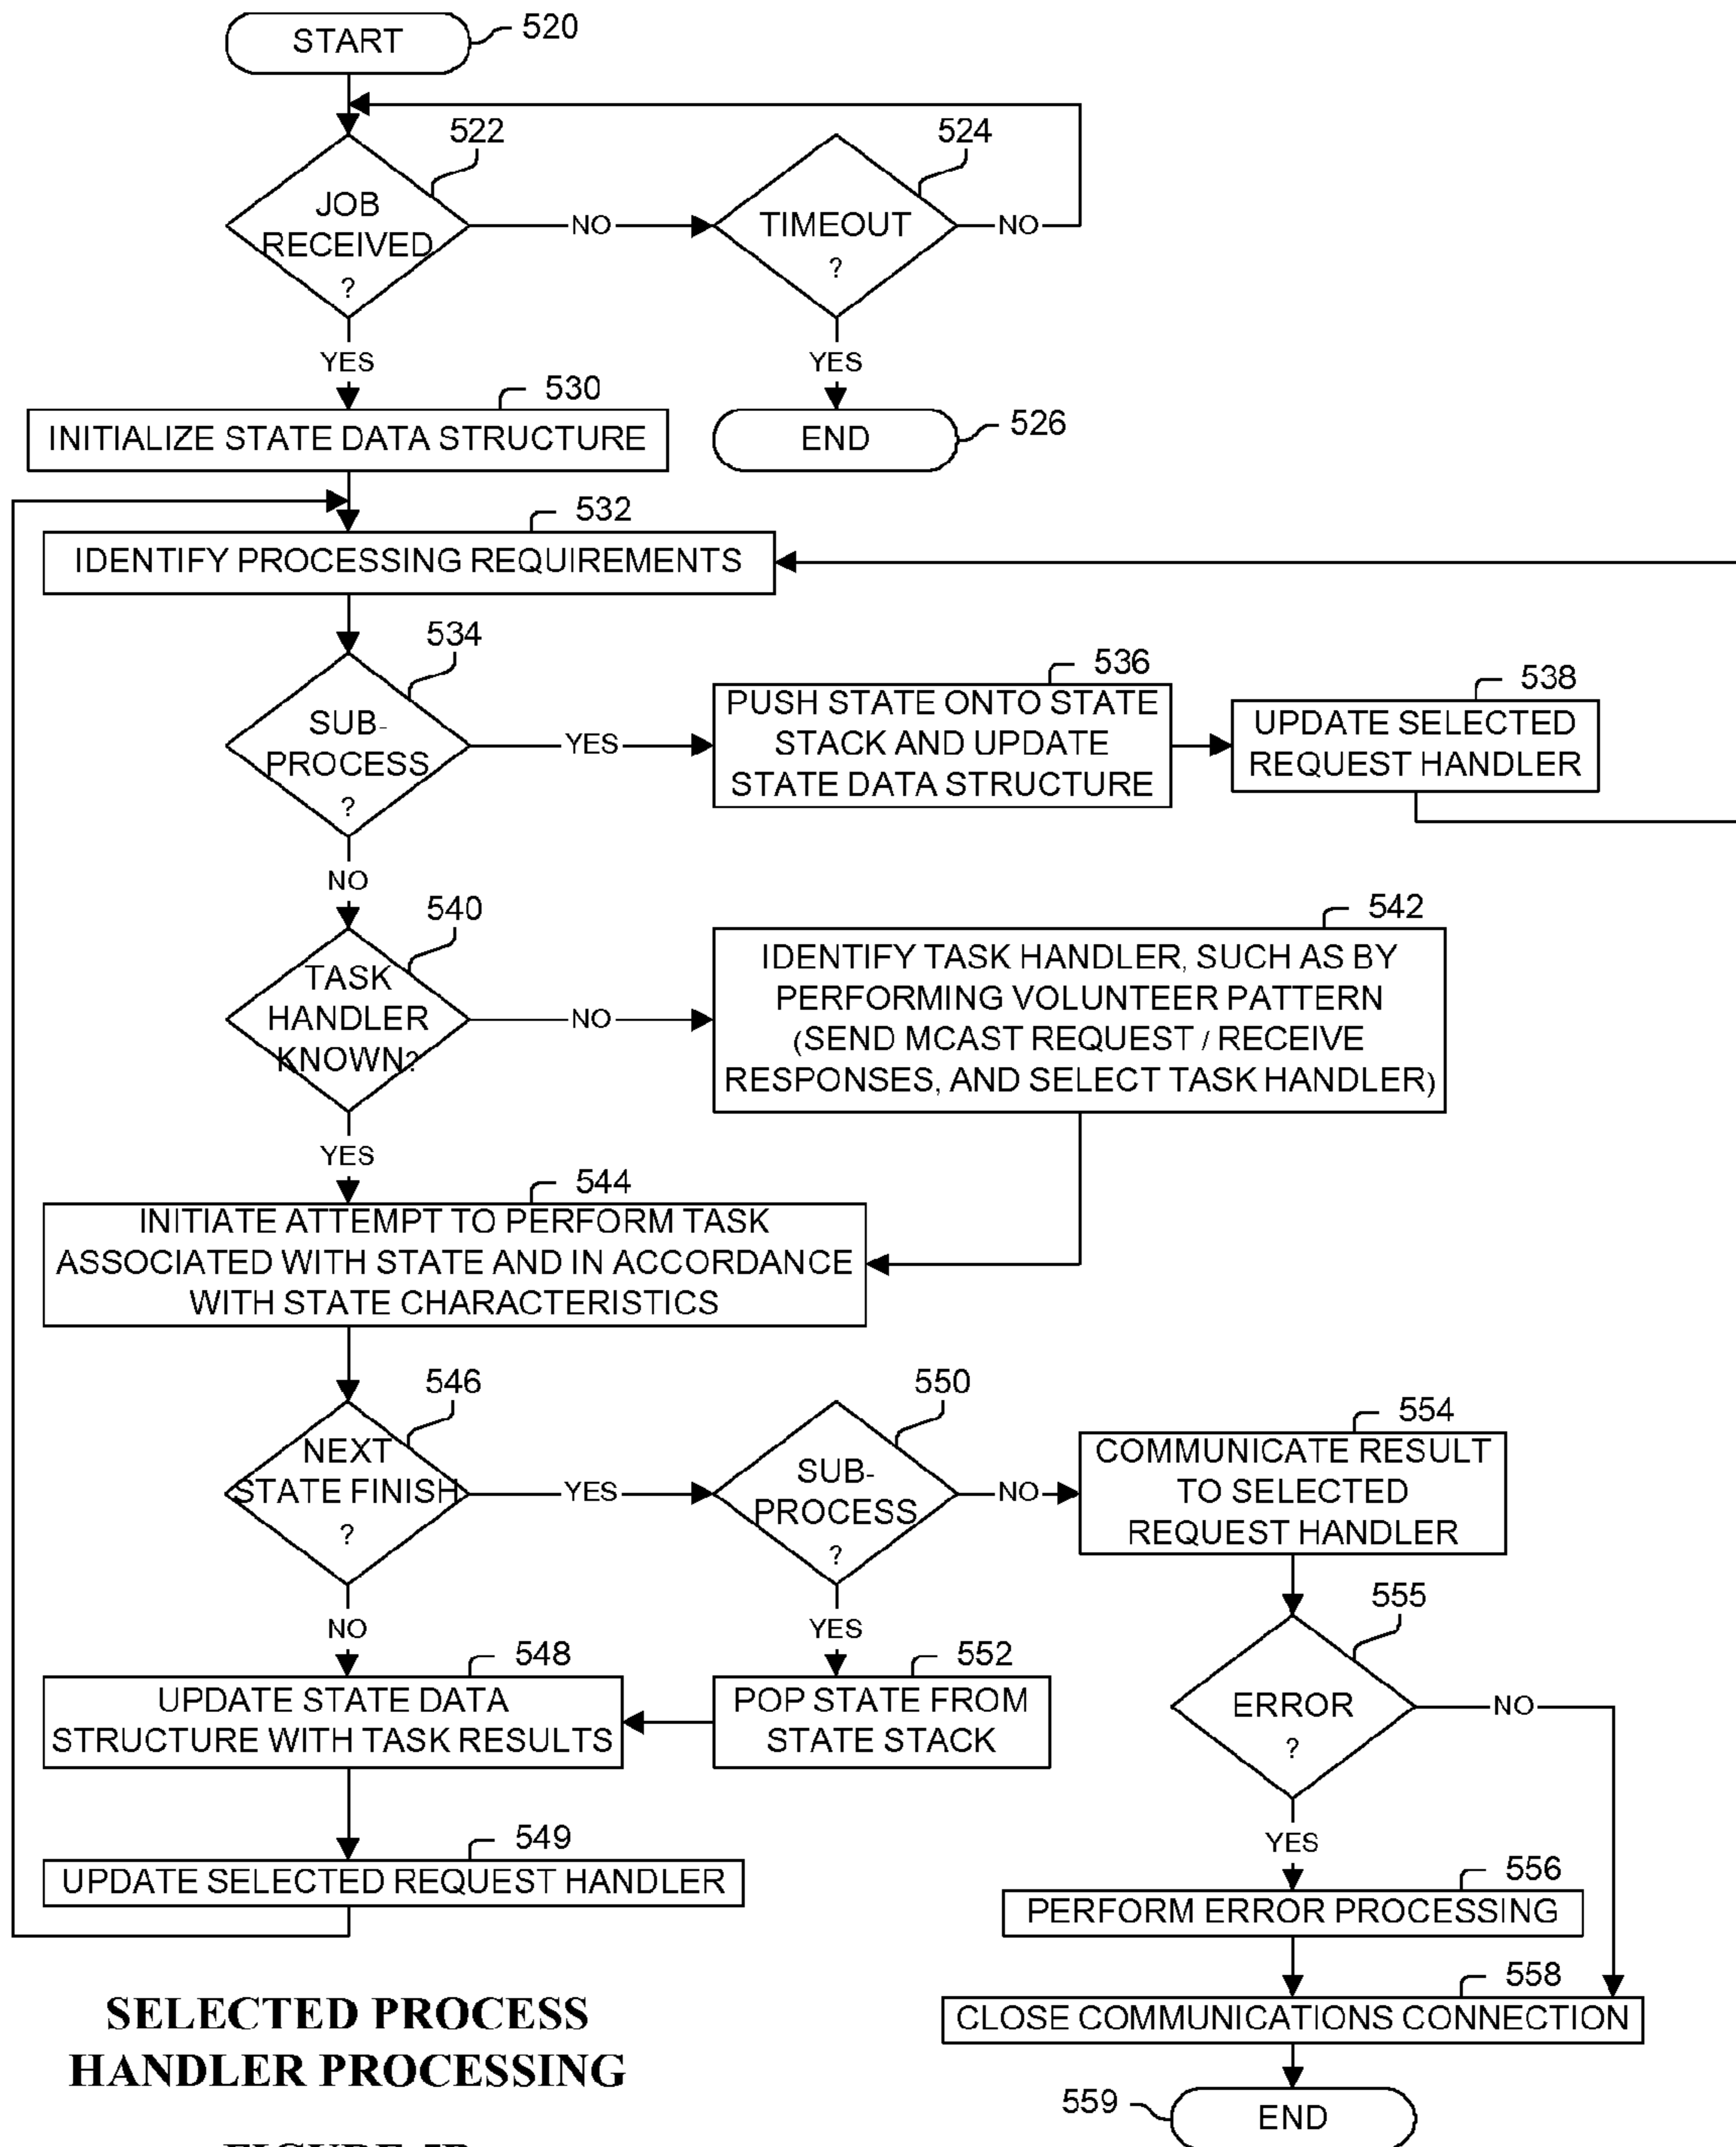 START
520
522
524
JOB
RECEIVED
?
NO
TIMEOUT
?
NO
YES
YES
530
INITIALIZE STATE DATA STRUCTURE
END
526
532
IDENTIFY PROCESSING REQUIREMENTS
534
SUB-
PROCESS
?
YES
536
PUSH STATE ONTO STATE
STACK AND UPDATE
STATE DATA STRUCTURE
538
UPDATE SELECTED
REQUEST HANDLER
NO
540
TASK
HANDLER
KNOWN?
NO
542
IDENTIFY TASK HANDLER, SUCH AS BY
PERFORMING VOLUNTEER PATTERN
(SEND MCAST REQUEST / RECEIVE
RESPONSES, AND SELECT TASK HANDLER)
YES
544
INITIATE ATTEMPT TO PERFORM TASK
ASSOCIATED WITH STATE AND IN ACCORDANCE
WITH STATE CHARACTERISTICS
546
NEXT
STATE FINISH
?
YES
550
SUB-
PROCESS
?
NO
554
COMMUNICATE RESULT
TO SELECTED
REQUEST HANDLER
NO
YES
555
ERROR
?
NO
548
UPDATE STATE DATA
STRUCTURE WITH TASK RESULTS
552
POP STATE FROM
STATE STACK
YES
549
UPDATE SELECTED REQUEST HANDLER
556
PERFORM ERROR PROCESSING
558
CLOSE COMMUNICATIONS CONNECTION
559
END
SELECTED PROCESS
HANDLER PROCESSING